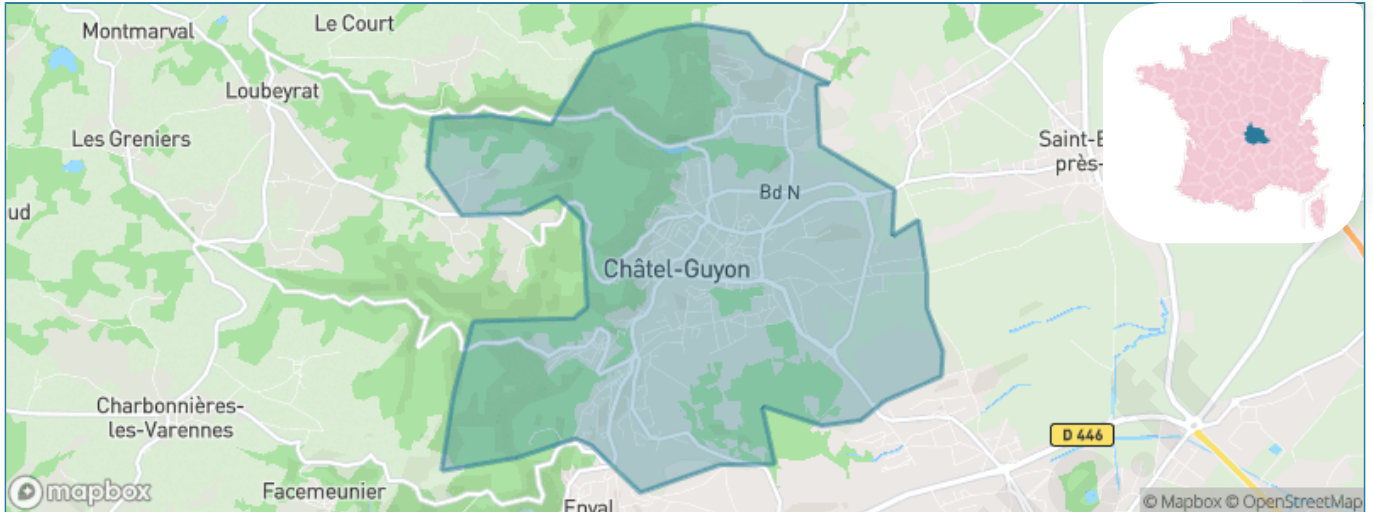 Montmarval
Le Court
Loubeyrat
Les Greniers
Saint-E
près-
ud
Bd N
Châtel-Guyon
Charbonnières-
les-Varennes
D 446
Facemeunier
Enval
mapbox
© Mapbox © OpenStreetMap